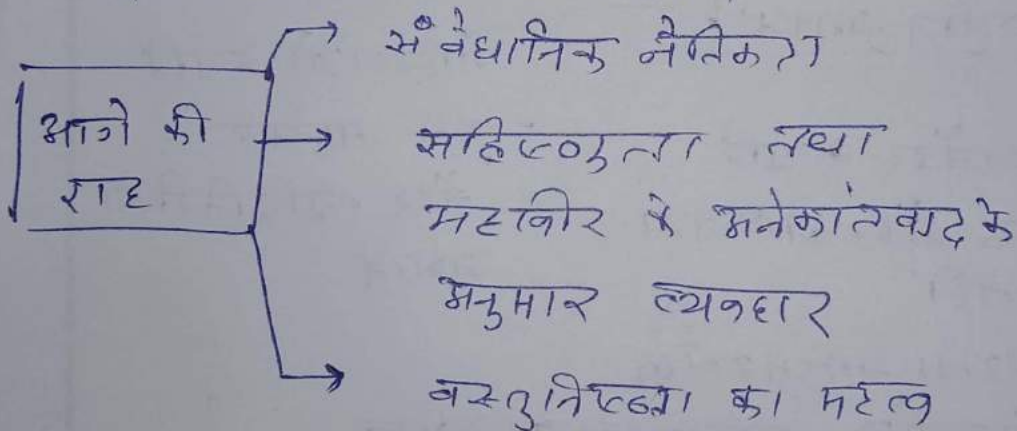 संवैधानिक नैतिकता
आगे की
राह
सहिष्णुता तथा
महावीर के अनेकांतवाद के
अनुसार व्यवहार
वस्तुनिष्ठता का महत्व